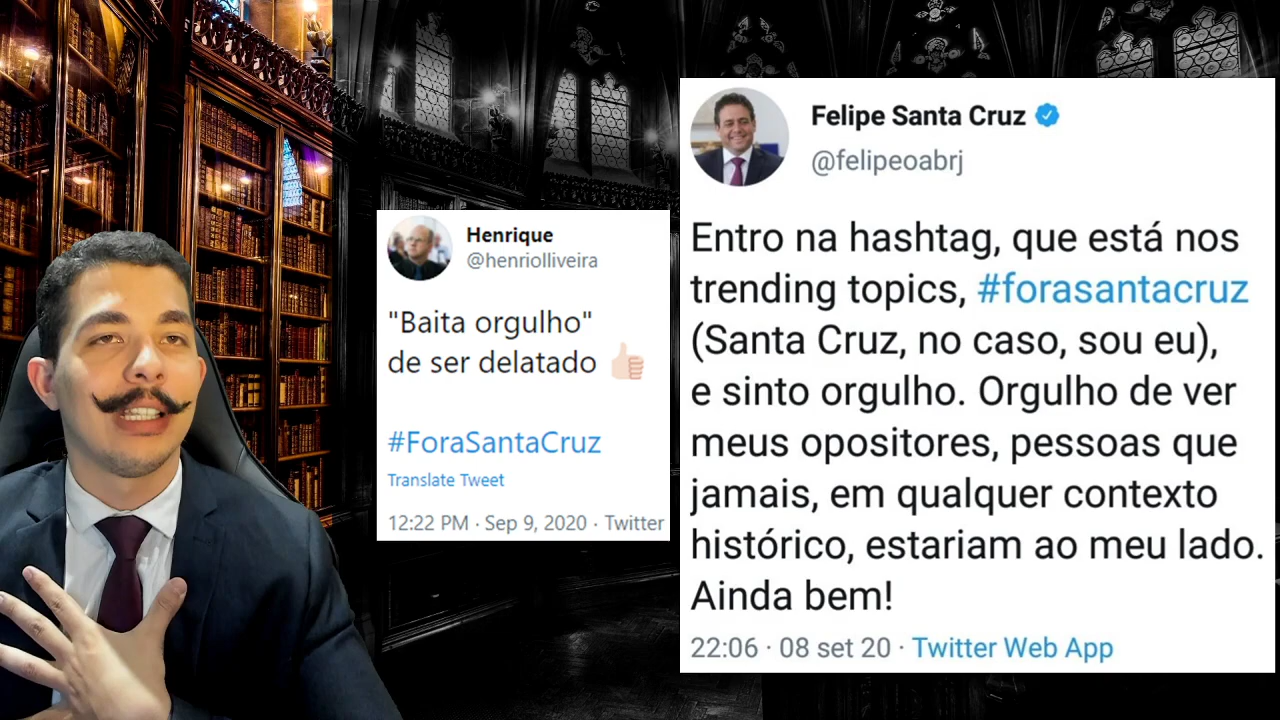 Henrique
@henriolliveira
"Baita orgulho"
de ser delatado 👍🏻
#ForaSantaCruz
Translate Tweet
12:22 PM · Sep 9, 2020 · Twitter
Felipe Santa Cruz
@felipeoabrj
Entro na hashtag, que está nos
trending topics, #forasantacruz
(Santa Cruz, no caso, sou eu),
e sinto orgulho. Orgulho de ver
meus opositores, pessoas que
jamais, em qualquer contexto
histórico, estariam ao meu lado.
Ainda bem!
22:06 · 08 set 20 · Twitter Web App